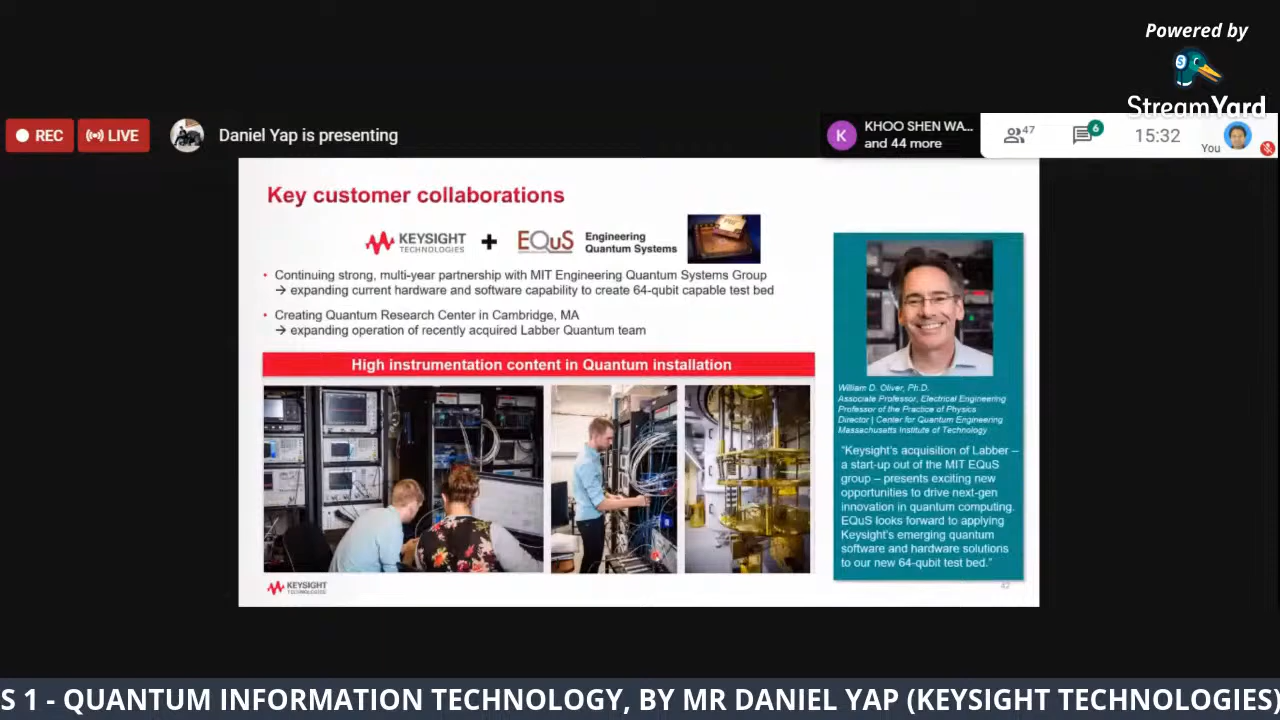 Powered by
StreamYard
REC
LIVE
Daniel Yap is presenting
K
KHOO SHEN WA...
and 44 more
47
6
15:32
You
Key customer collaborations
KEYSIGHT
TECHNOLOGIES
+
EQuS
Engineering
Quantum Systems
• Continuing strong, multi-year partnership with MIT Engineering Quantum Systems Group
→ expanding current hardware and software capability to create 64-qubit capable test bed
• Creating Quantum Research Center in Cambridge, MA
→ expanding operation of recently acquired Labber Quantum team
High instrumentation content in Quantum installation
William D. Oliver, Ph.D.
Associate Professor, Electrical Engineering
Professor of the Practice of Physics
Director | Center for Quantum Engineering
Massachusetts Institute of Technology
"Keysight's acquisition of Labber –
a start-up out of the MIT EQuS
group – presents exciting new
opportunities to drive next-gen
innovation in quantum computing.
EQuS looks forward to applying
Keysight's emerging quantum
software and hardware solutions
to our new 64-qubit test bed."
KEYSIGHT
TECHNOLOGIES
S 1 - QUANTUM INFORMATION TECHNOLOGY, BY MR DANIEL YAP (KEYSIGHT TECHNOLOGIES)